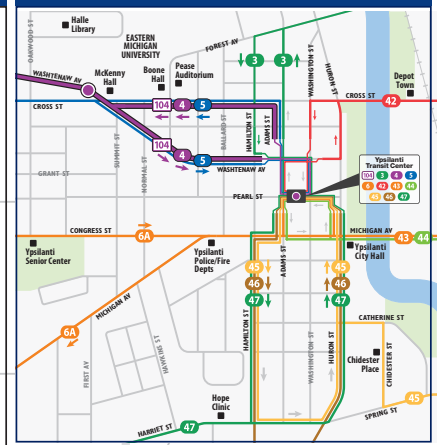 Halle
Library
OAKWOOD ST
EASTERN
MICHIGAN
UNIVERSITY
FOREST AV
WASHTENAW AV
McKenny
Hall
Boone
Hall
Pease
Auditorium
3
3
WASHINGTON ST
HURON ST
Depot
Town
CROSS ST
42
CROSS ST
104
4
5
BALLARD ST
HAMILTON ST
ADAMS ST
104
4
5
SUMMIT ST
NORMAL ST
WASHTENAW AV
GRANT ST
PEARL ST
Ypsilanti
Transit Center
104
3
4
5
6
42
43
44
45
46
47
CONGRESS ST
6A
MICHIGAN AV
43
44
Ypsilanti
Senior Center
Ypsilanti
Police/Fire
Depts
Ypsilanti
City Hall
ADAMS ST
45
46
47
45
46
47
MICHIGAN AV
6A
FIRST AV
HAWKINS ST
HAMILTON ST
WASHINGTON ST
HURON ST
CATHERINE ST
Chidester
Place
CHIDESTER ST
Hope
Clinic
HARRIET ST
47
SPRING ST
45